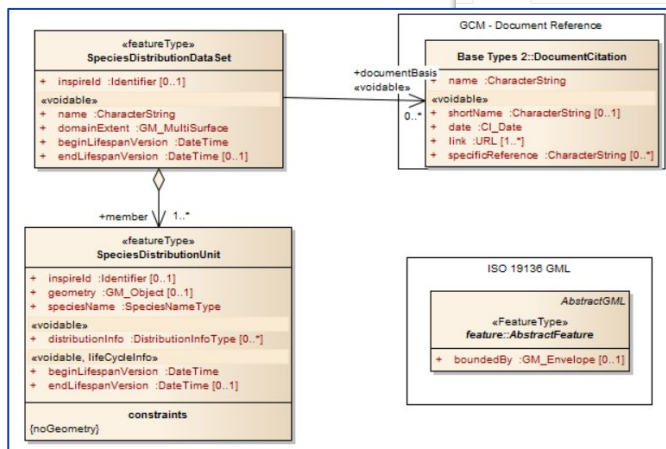 «featureType»
SpeciesDistributionDataSet
+ inspireId :Identifier [0..1]
«voidable»
+ name :CharacterString
+ domainExtent :GM_MultiSurface
+ beginLifespanVersion :DateTime
+ endLifespanVersion :DateTime [0..1]
+documentBasis
«voidable»
0..*
GCM - Document Reference
Base Types 2::DocumentCitation
+ name :CharacterString
«voidable»
+ shortName :CharacterString [0..1]
+ date :CI_Date
+ link :URL [1..*]
+ specificReference :CharacterString [0..*]
+member 1..*
«featureType»
SpeciesDistributionUnit
+ inspireId :Identifier [0..1]
+ geometry :GM_Object [0..1]
+ speciesName :SpeciesNameType
«voidable»
+ distributionInfo :DistributionInfoType [0..*]
«voidable, lifeCycleInfo»
+ beginLifespanVersion :DateTime
+ endLifespanVersion :DateTime [0..1]
constraints
{noGeometry}
ISO 19136 GML
AbstractGML
«FeatureType»
feature::AbstractFeature
+ boundedBy :GM_Envelope [0..1]